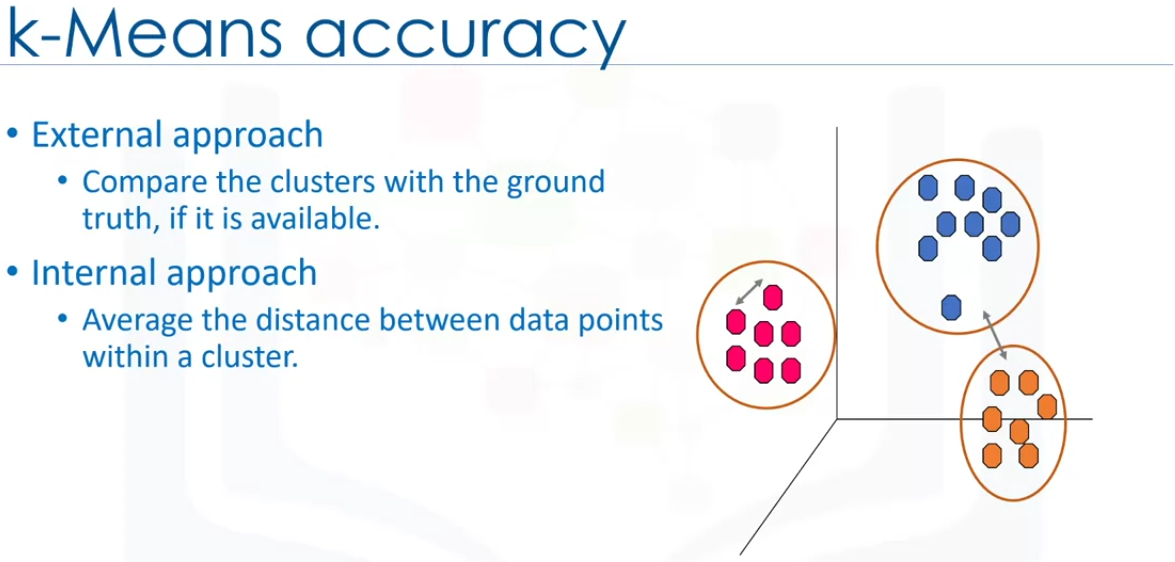 k-Means accuracy
• External approach
• Compare the clusters with the ground
truth, if it is available.
• Internal approach
• Average the distance between data points
within a cluster.